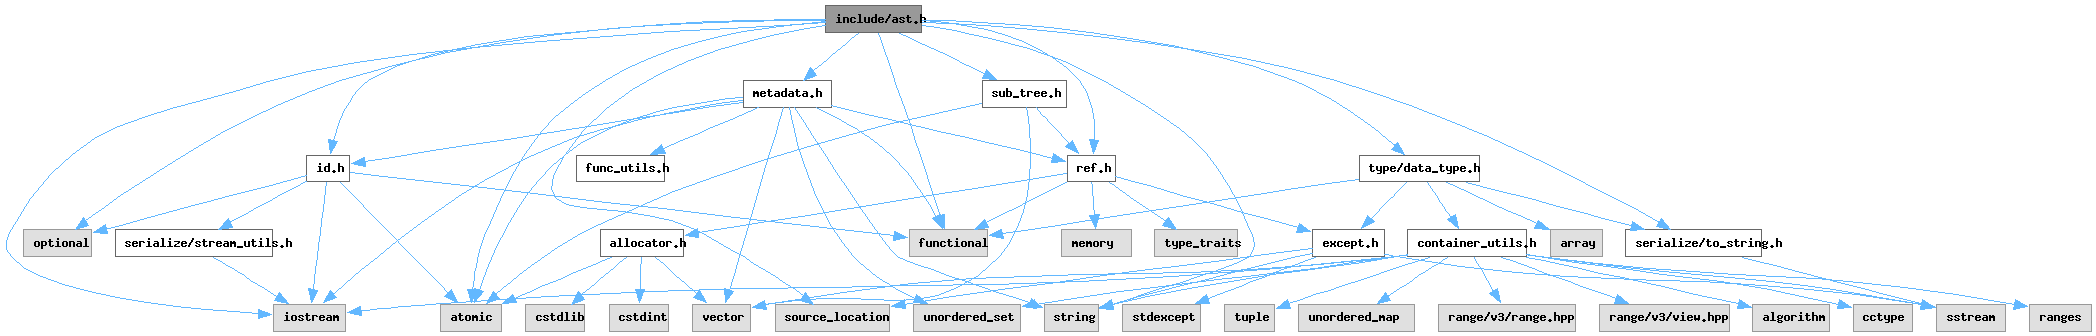 include/ast.h
metadata.h
sub_tree.h
id.h
func_utils.h
ref.h
type/data_type.h
optional
serialize/stream_utils.h
allocator.h
functional
memory
type_traits
except.h
container_utils.h
array
serialize/to_string.h
iostream
atomic
cstdlib
cstdint
vector
source_location
unordered_set
string
stdexcept
tuple
unordered_map
range/v3/range.hpp
range/v3/view.hpp
algorithm
cctype
sstream
ranges